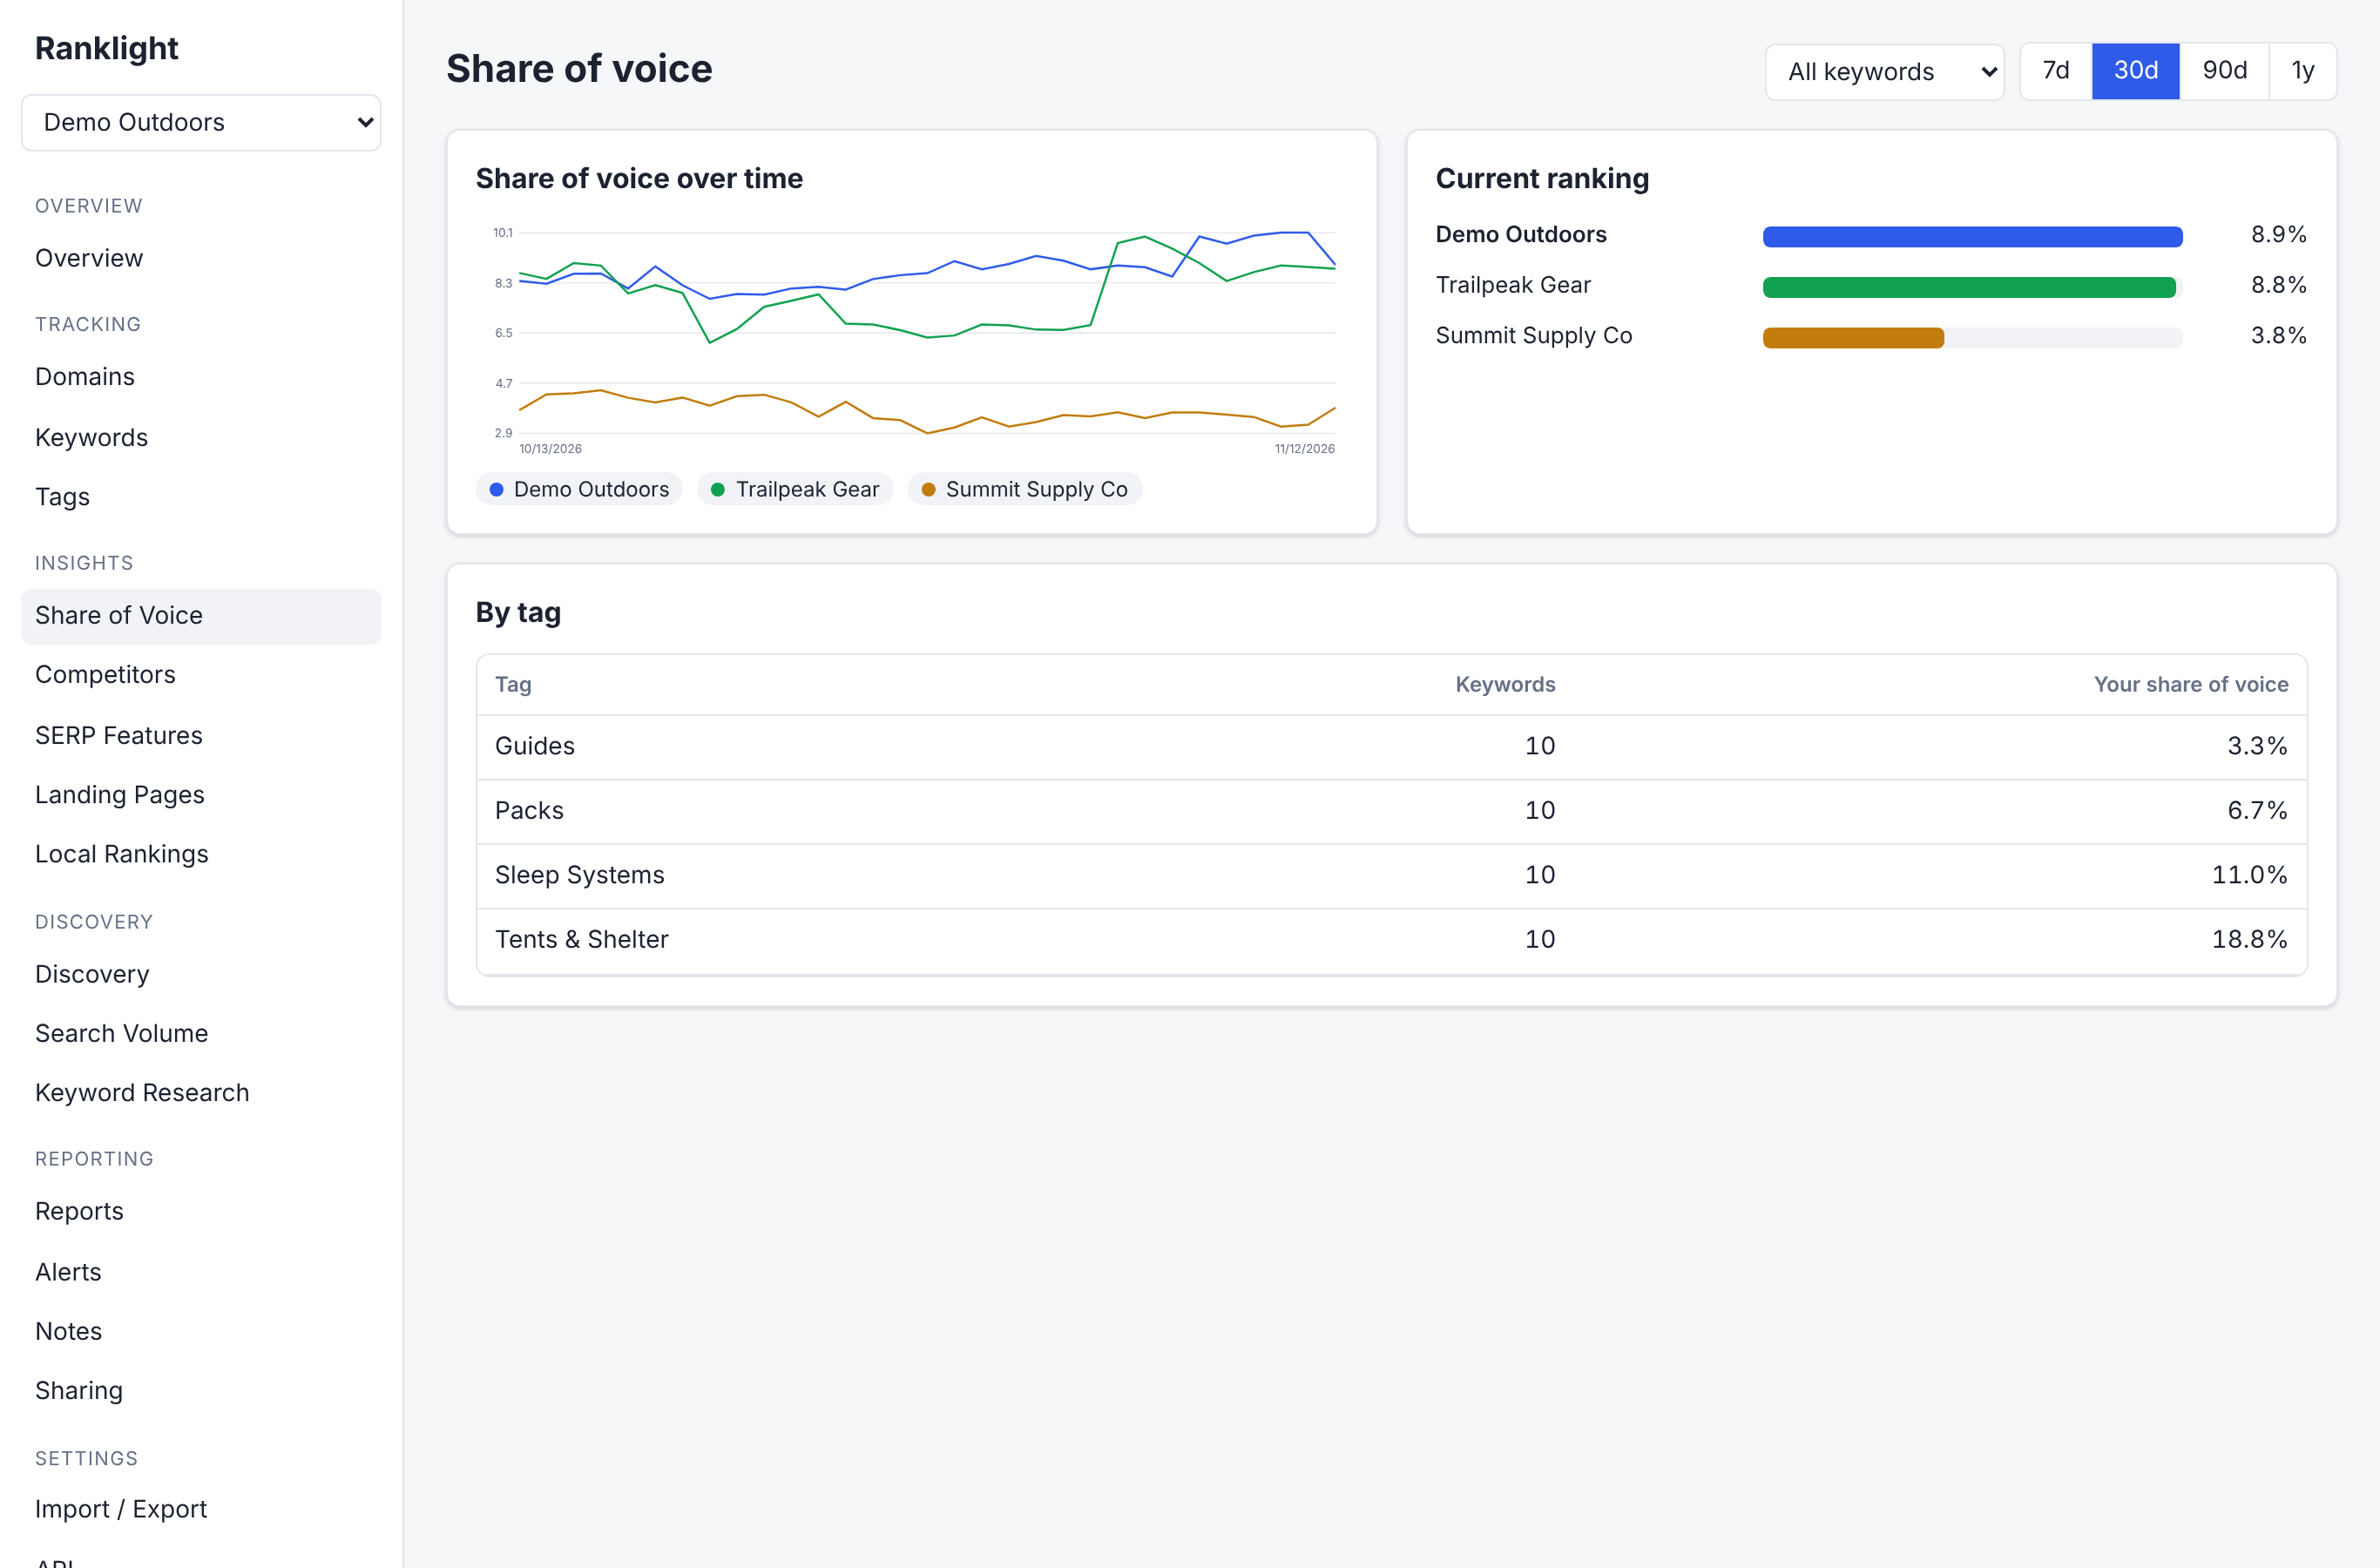 Ranklight
Demo Outdoors
OVERVIEW
Overview
TRACKING
Domains
Keywords
Tags
INSIGHTS
Share of Voice
Competitors
SERP Features
Landing Pages
Local Rankings
DISCOVERY
Discovery
Search Volume
Keyword Research
REPORTING
Reports
Alerts
Notes
Sharing
SETTINGS
Import / Export
API
Share of voice
All keywords 7d 30d 90d 1y
Share of voice over time
10.1
8.3
6.5
4.7
2.9
10/13/2026 11/12/2026
Demo Outdoors Trailpeak Gear Summit Supply Co
Current ranking
Demo Outdoors 8.9%
Trailpeak Gear 8.8%
Summit Supply Co 3.8%
By tag
Tag Keywords Your share of voice
Guides 10 3.3%
Packs 10 6.7%
Sleep Systems 10 11.0%
Tents & Shelter 10 18.8%